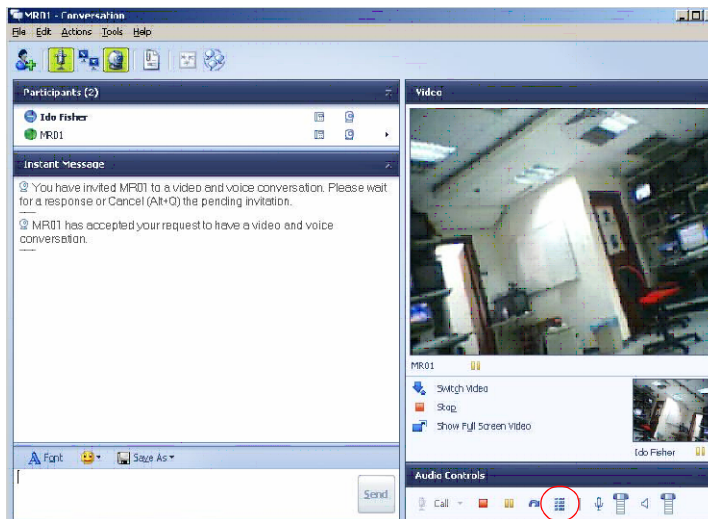 MR01 - Conversation
File Edit Actions Tools Help
Participants (2)
Ido Fisher
MR01
Instant Message
You have invited MR01 to a video and voice conversation. Please wait
for a response or Cancel (Alt+Q) the pending invitation.
MR01 has accepted your request to have a video and voice
conversation.
Font
Save As
Send
Video
MR01
Switch Video
Stop
Show Full Screen Video
Ido Fisher
Audio Controls
Call